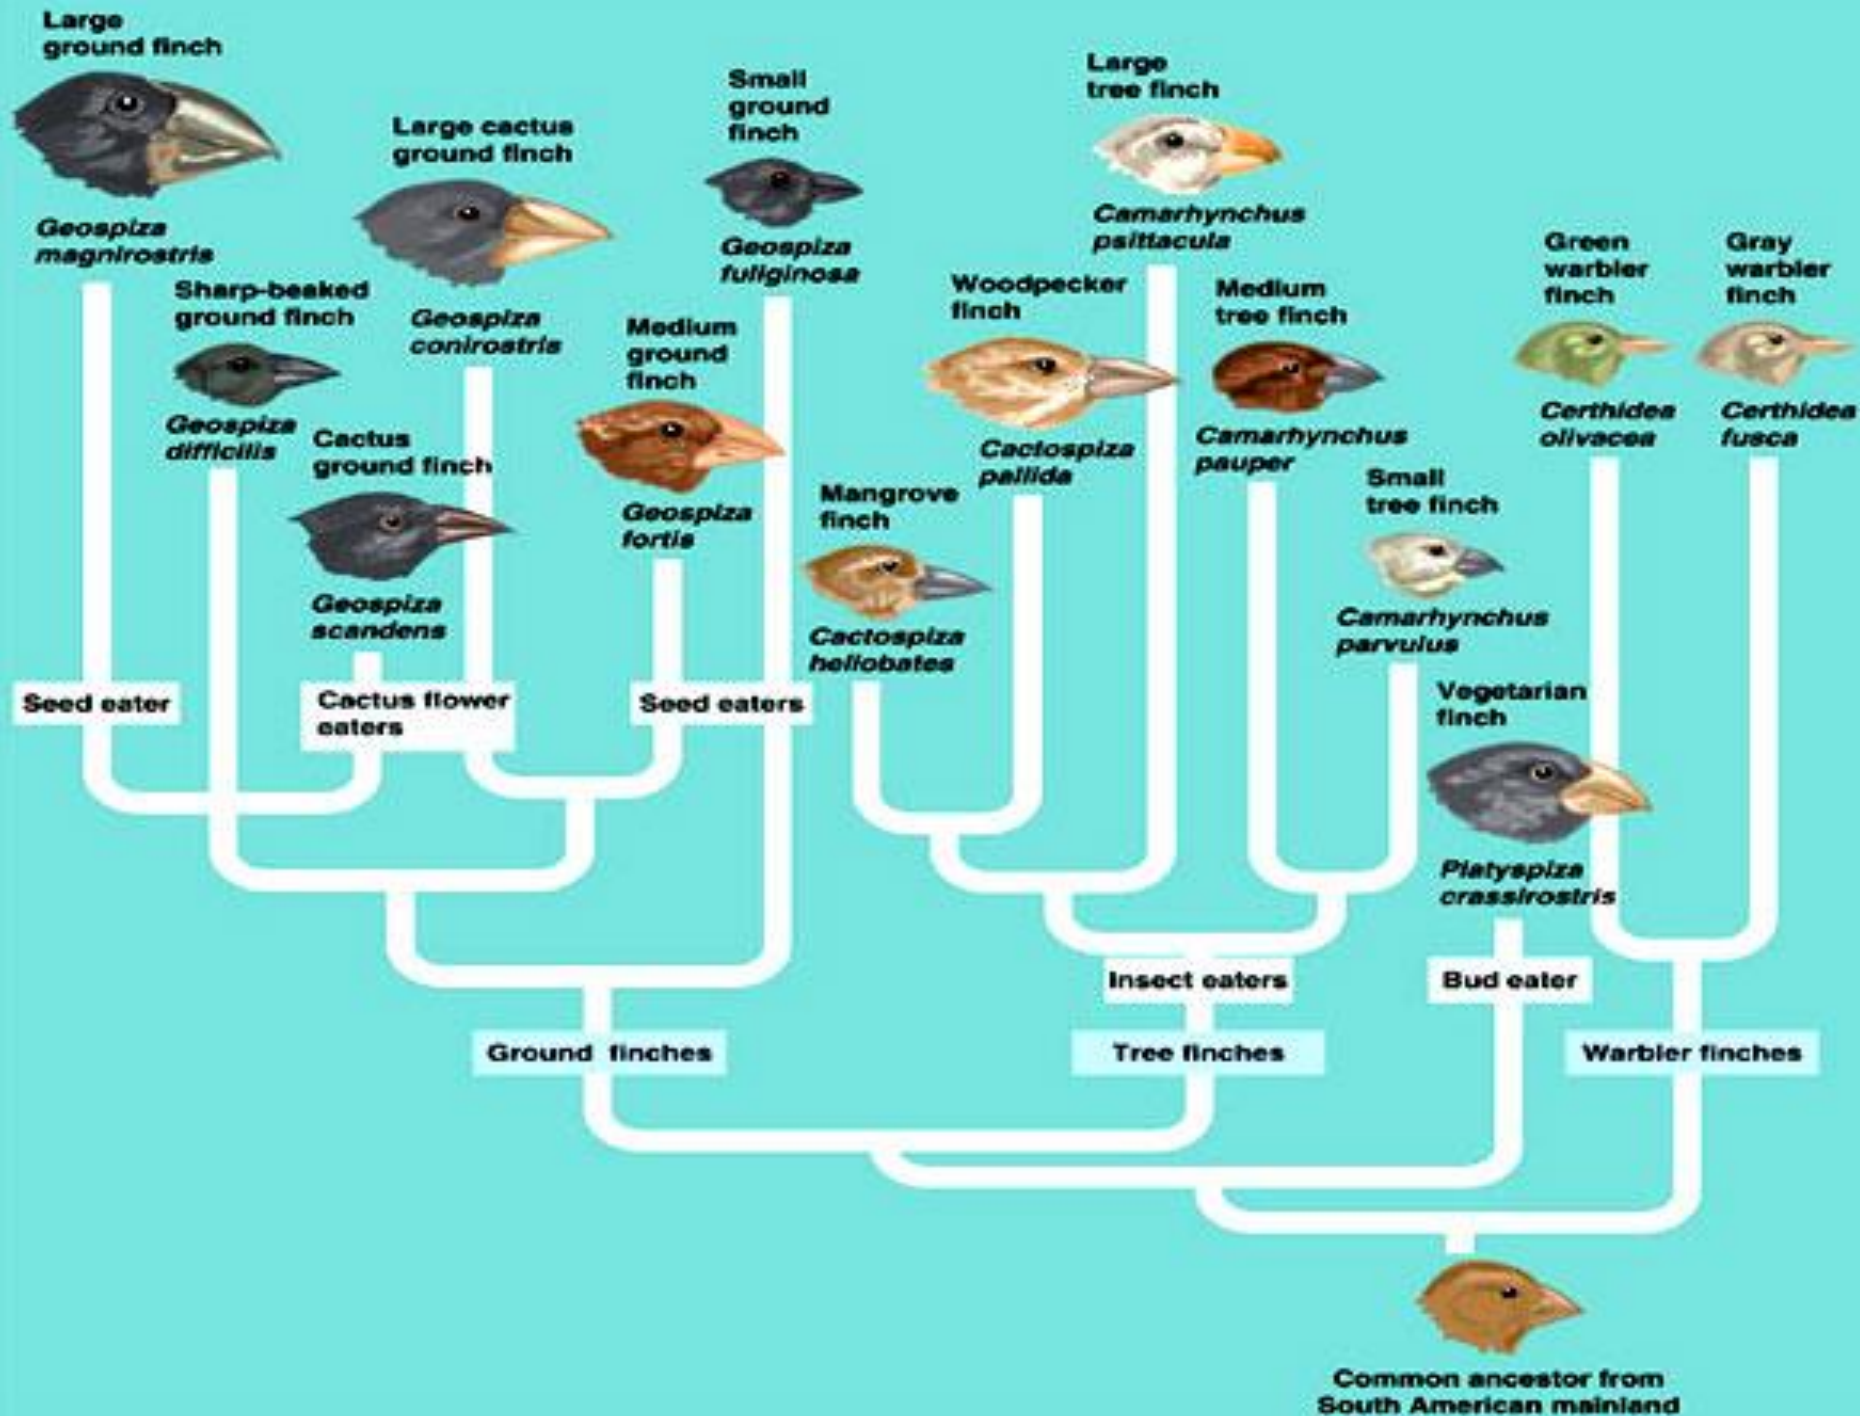 Large
ground finch
Geospiza
magnirostris
Sharp-beaked
ground finch
Geospiza
difficilis
Cactus
ground finch
Geospiza
scandens
Large cactus
ground finch
Geospiza
conirostris
Medium
ground
finch
Geospiza
fortis
Small
ground
finch
Geospiza
fuliginosa
Mangrove
finch
Cactospiza
heliobates
Woodpecker
finch
Cactospiza
pallida
Large
tree finch
Camarhynchus
psittacula
Medium
tree finch
Camarhynchus
pauper
Small
tree finch
Camarhynchus
parvulus
Vegetarian
finch
Platyspiza
crassirostris
Green
warbler
finch
Certhidea
olivacea
Gray
warbler
finch
Certhidea
fusca
Seed eater
Cactus flower
eaters
Seed eaters
Insect eaters
Bud eater
Ground finches
Tree finches
Warbler finches
Common ancestor from
South American mainland